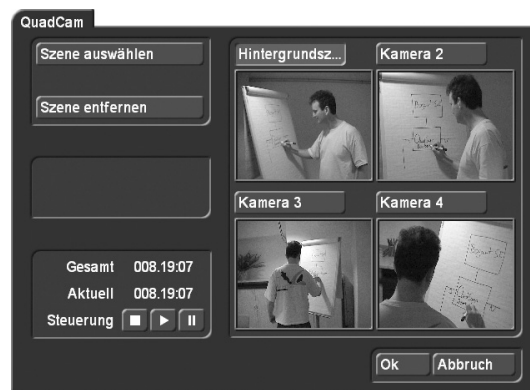 QuadCam
Szene auswählen
Szene entfernen
Hintergrundsz...
Kamera 2
Kamera 3
Kamera 4
Gesamt 008.19:07
Aktuell 008.19:07
Steuerung
Ok
Abbruch